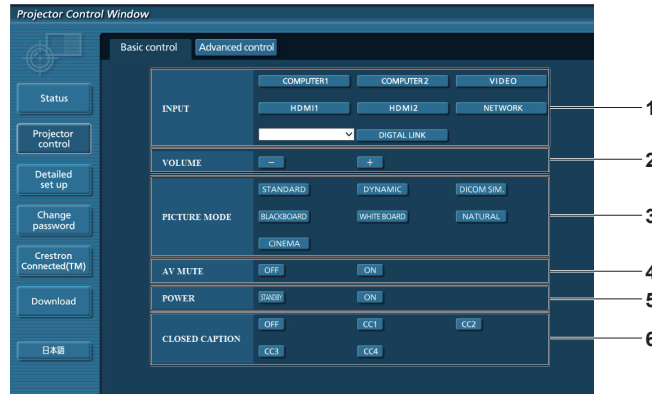 Projector Control Window
Basic control Advanced control
Status
Projector
control
Detailed
set up
Change
password
Crestron
Connected(TM)
Download
日本語
INPUT
COMPUTER1 COMPUTER2 VIDEO
HDMI1 HDMI2 NETWORK
DIGTAL LINK
1
VOLUME - +
2
PICTURE MODE
STANDARD DYNAMIC DICOM SIM.
BLACKBOARD WHITE BOARD NATURAL
CINEMA
3
AV MUTE OFF ON
4
POWER STANDBY ON
5
CLOSED CAPTION
OFF CC1 CC2
CC3 CC4
6